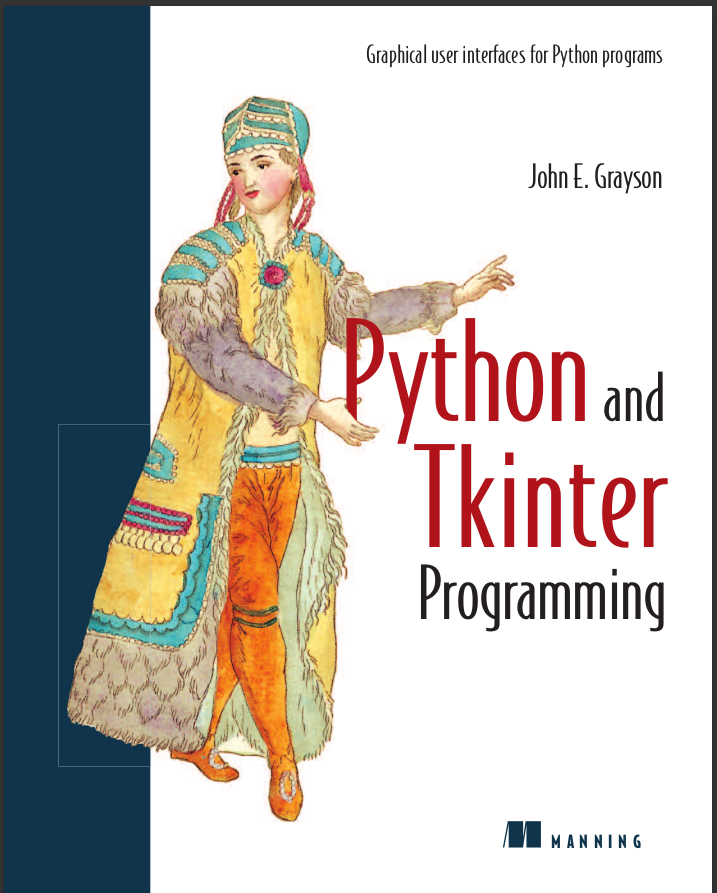 Graphical user interfaces for Python programs
John E. Grayson
Python and
Tkinter
Programming
MANNING